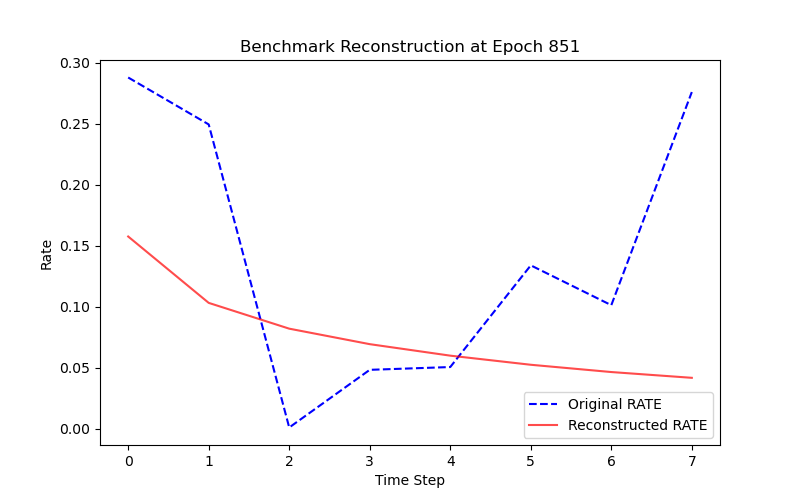 Benchmark Reconstruction at Epoch 851
0.30
0.25
0.20
0.15
0.10
0.05
0.00
Rate
0 1 2 3 4 5 6 7
Time Step
Original RATE
Reconstructed RATE